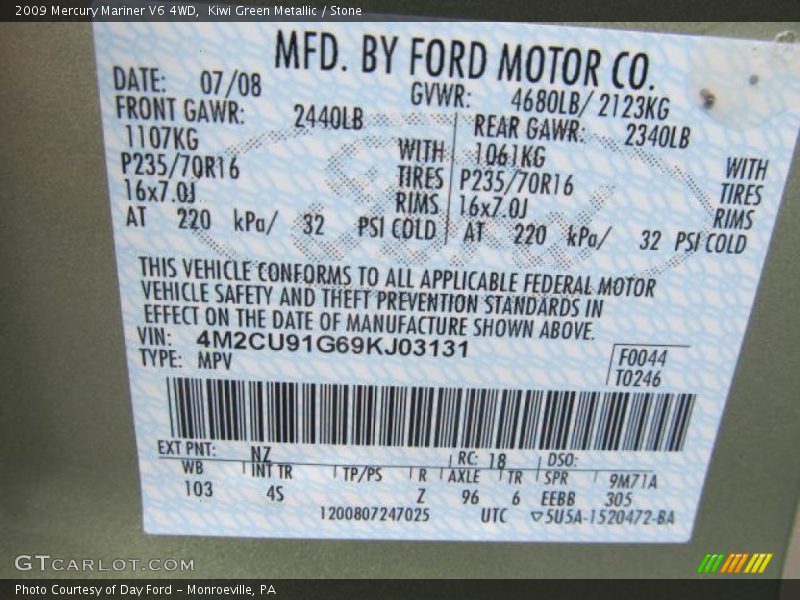 2009 Mercury Mariner V6 4WD,  Kiwi Green Metallic / Stone
MFD. BY FORD MOTOR CO.
DATE: 07/08 GVWR: 4680LB/ 2123KG
FRONT GAWR: 2440LB REAR GAWR: 2340LB
1107KG WITH 1061KG WITH
P235/70R16 TIRES P235/70R16 TIRES
16x7.0J RIMS 16x7.0J RIMS
AT 220 kPa/ 32 PSI COLD AT 220 kPa/ 32 PSI COLD
THIS VEHICLE CONFORMS TO ALL APPLICABLE FEDERAL MOTOR
VEHICLE SAFETY AND THEFT PREVENTION STANDARDS IN
EFFECT ON THE DATE OF MANUFACTURE SHOWN ABOVE.
VIN: 4M2CU91G69KJ03131
TYPE: MPV
F0044
T0246
EXT PNT: NZ RC: 18 DSO:
WB INT TR TP/PS R AXLE TR SPR 9M71A
103 4S Z 96 6 EEBB 305
1200807247025 UTC ▽5U5A-1520472-BA
GTCARLOT.COM
Photo Courtesy of Day Ford – Monroeville, PA